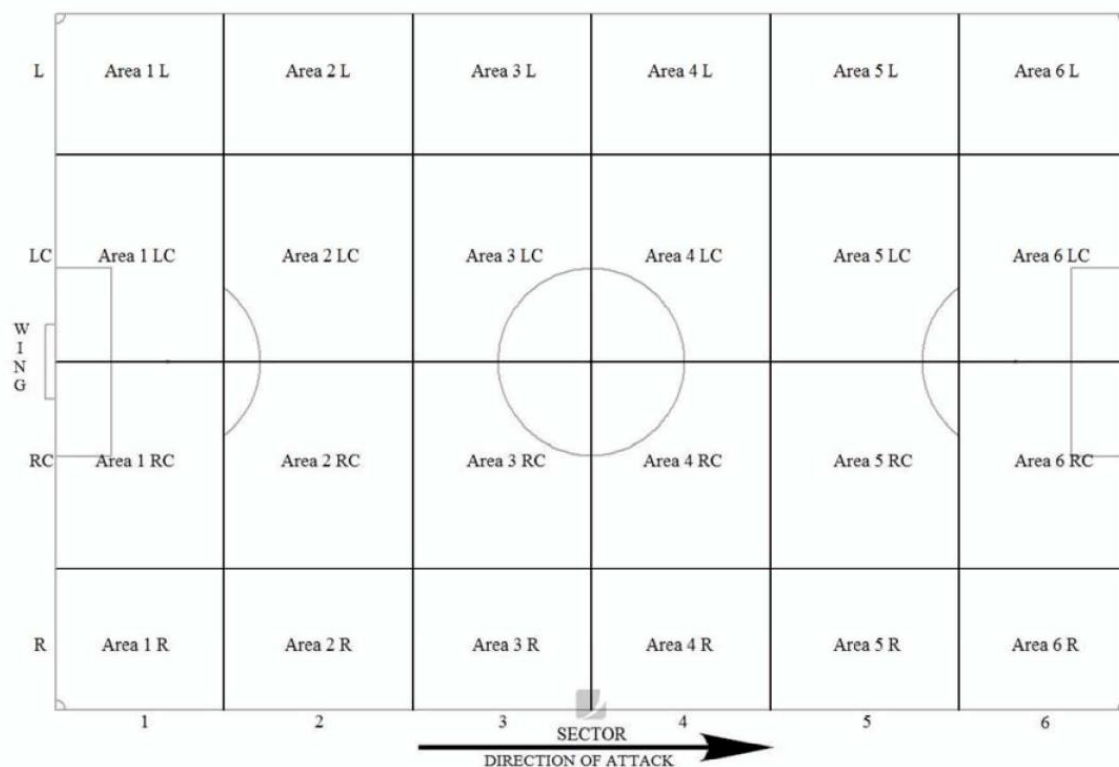 L Area 1 L Area 2 L Area 3 L Area 4 L Area 5 L Area 6 L
LC Area 1 LC Area 2 LC Area 3 LC Area 4 LC Area 5 LC Area 6 LC
WING
RC Area 1 RC Area 2 RC Area 3 RC Area 4 RC Area 5 RC Area 6 RC
R Area 1 R Area 2 R Area 3 R Area 4 R Area 5 R Area 6 R
1 2 3 4 5 6
SECTOR
DIRECTION OF ATTACK